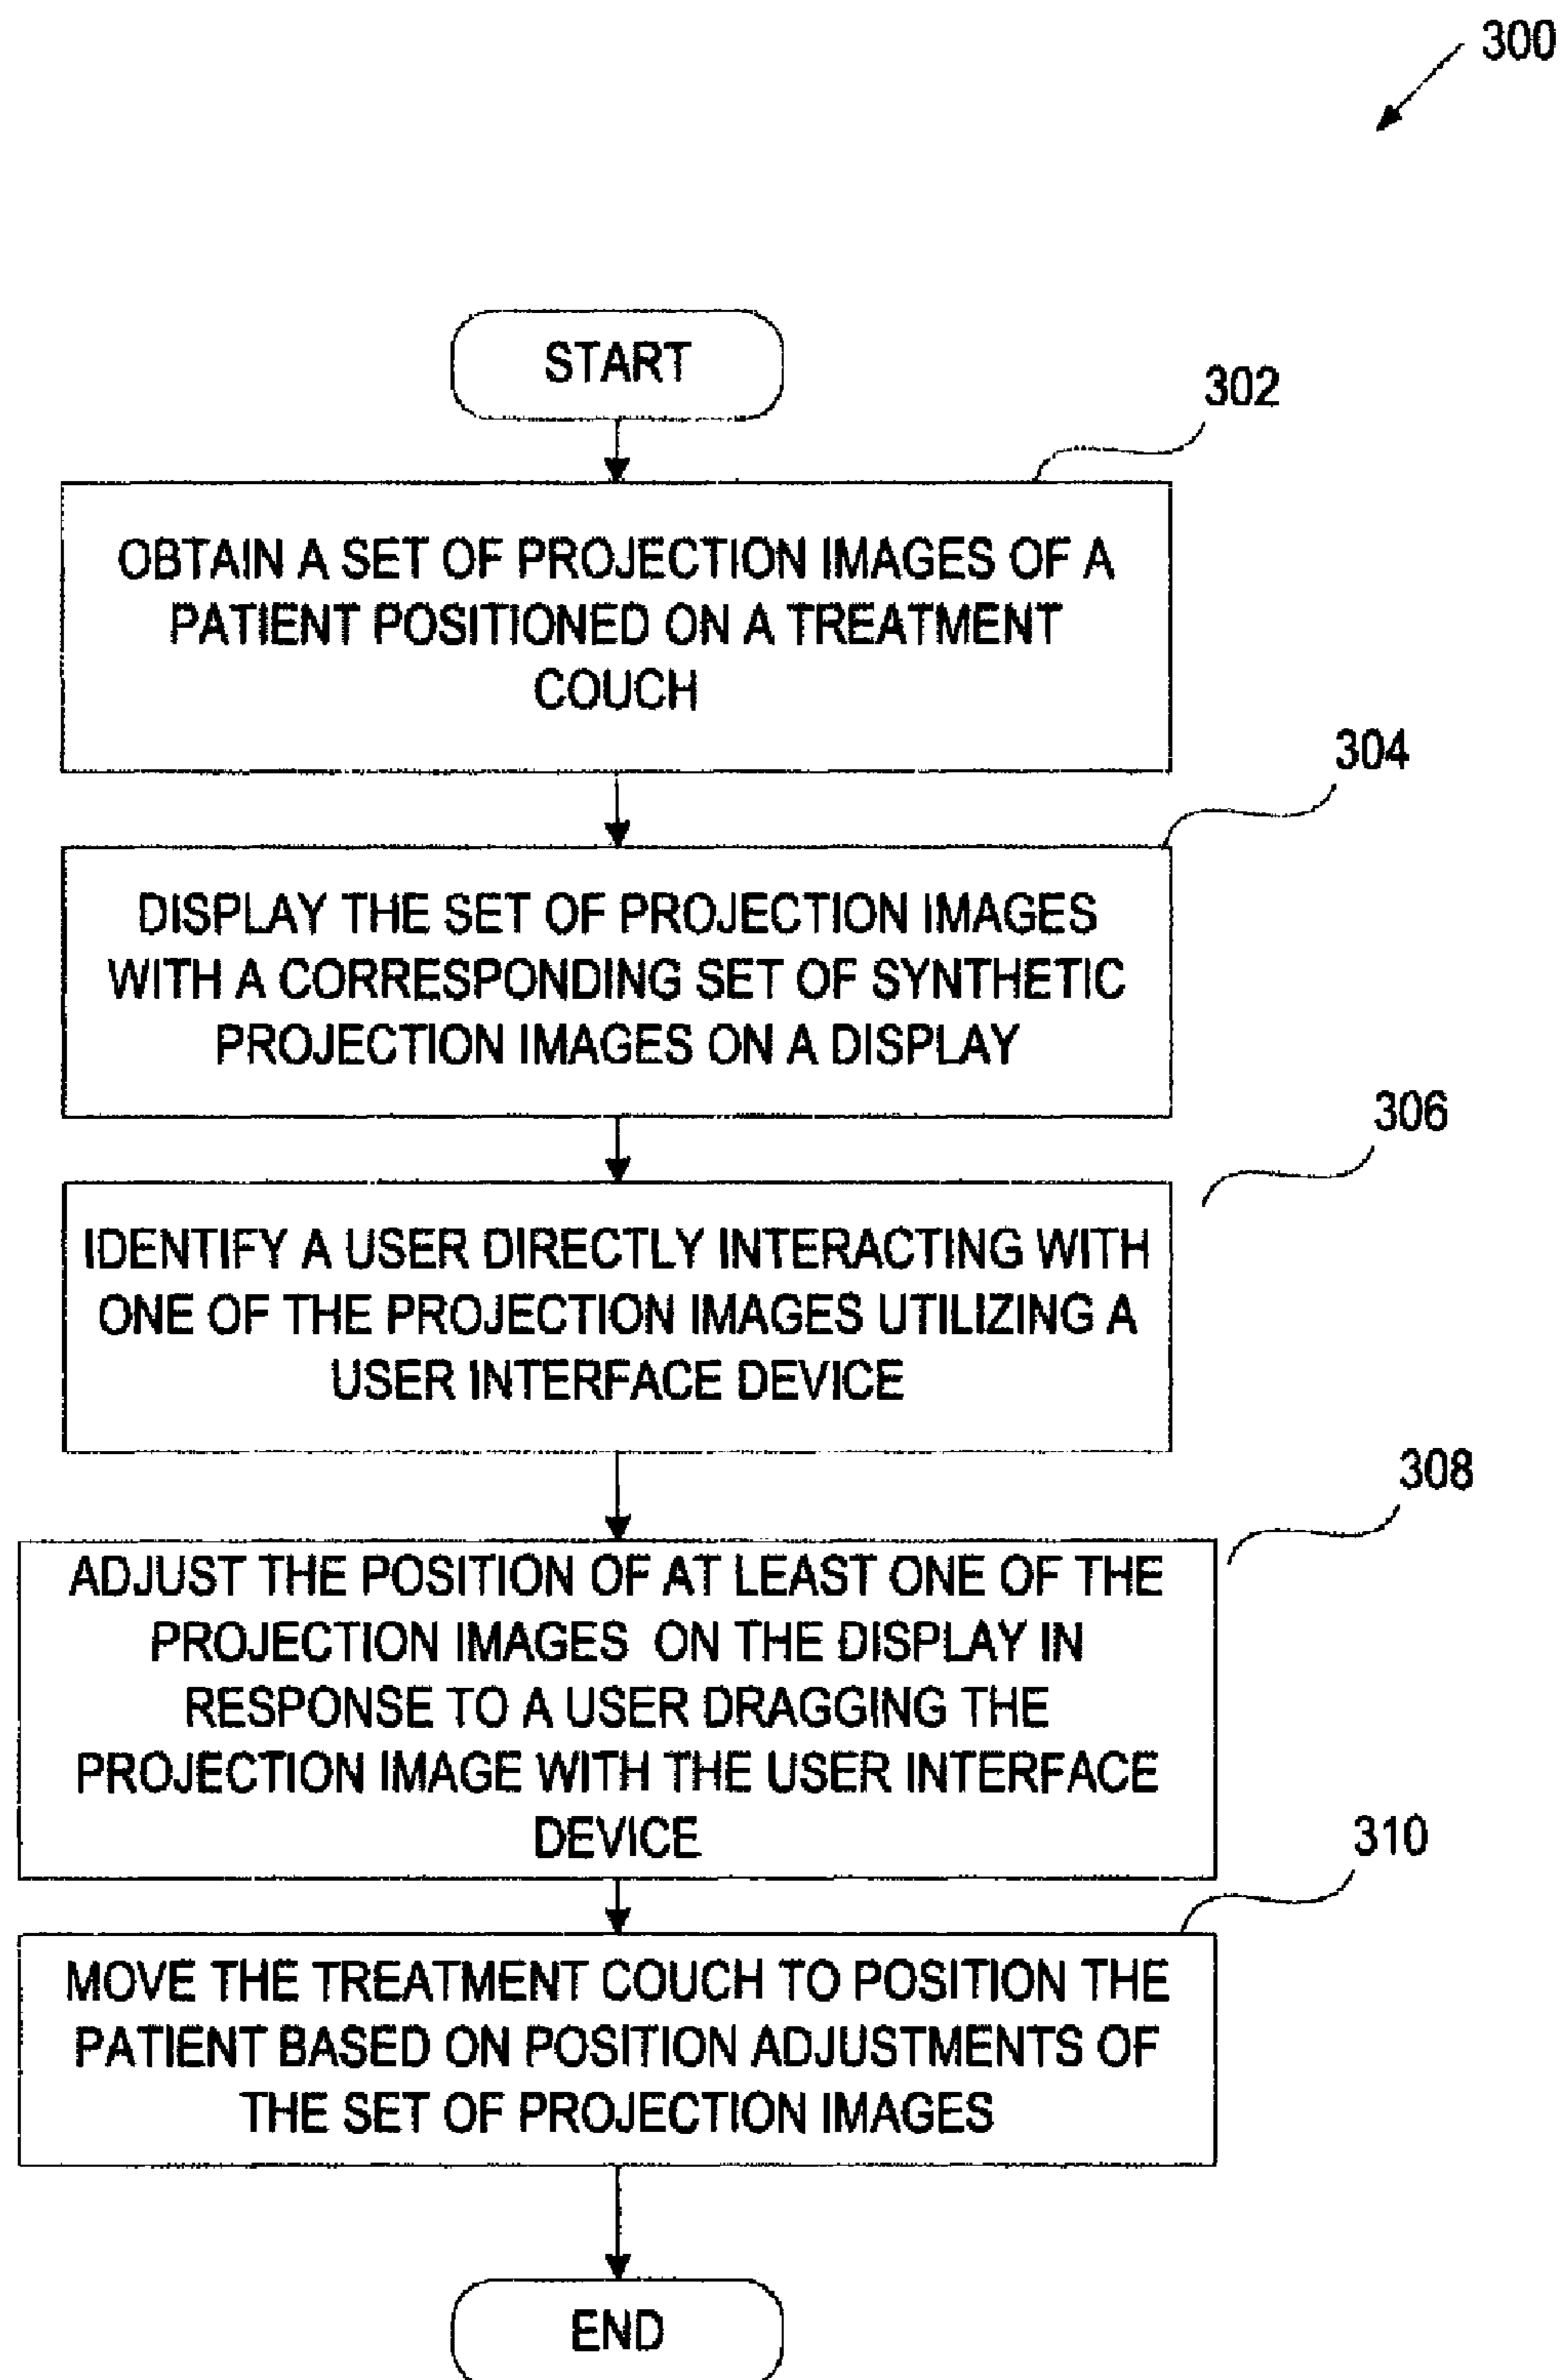 300
START
302
OBTAIN A SET OF PROJECTION IMAGES OF A
PATIENT POSITIONED ON A TREATMENT
COUCH
304
DISPLAY THE SET OF PROJECTION IMAGES
WITH A CORRESPONDING SET OF SYNTHETIC
PROJECTION IMAGES ON A DISPLAY
306
IDENTIFY A USER DIRECTLY INTERACTING WITH
ONE OF THE PROJECTION IMAGES UTILIZING A
USER INTERFACE DEVICE
308
ADJUST THE POSITION OF AT LEAST ONE OF THE
PROJECTION IMAGES ON THE DISPLAY IN
RESPONSE TO A USER DRAGGING THE
PROJECTION IMAGE WITH THE USER INTERFACE
DEVICE
310
MOVE THE TREATMENT COUCH TO POSITION THE
PATIENT BASED ON POSITION ADJUSTMENTS OF
THE SET OF PROJECTION IMAGES
END